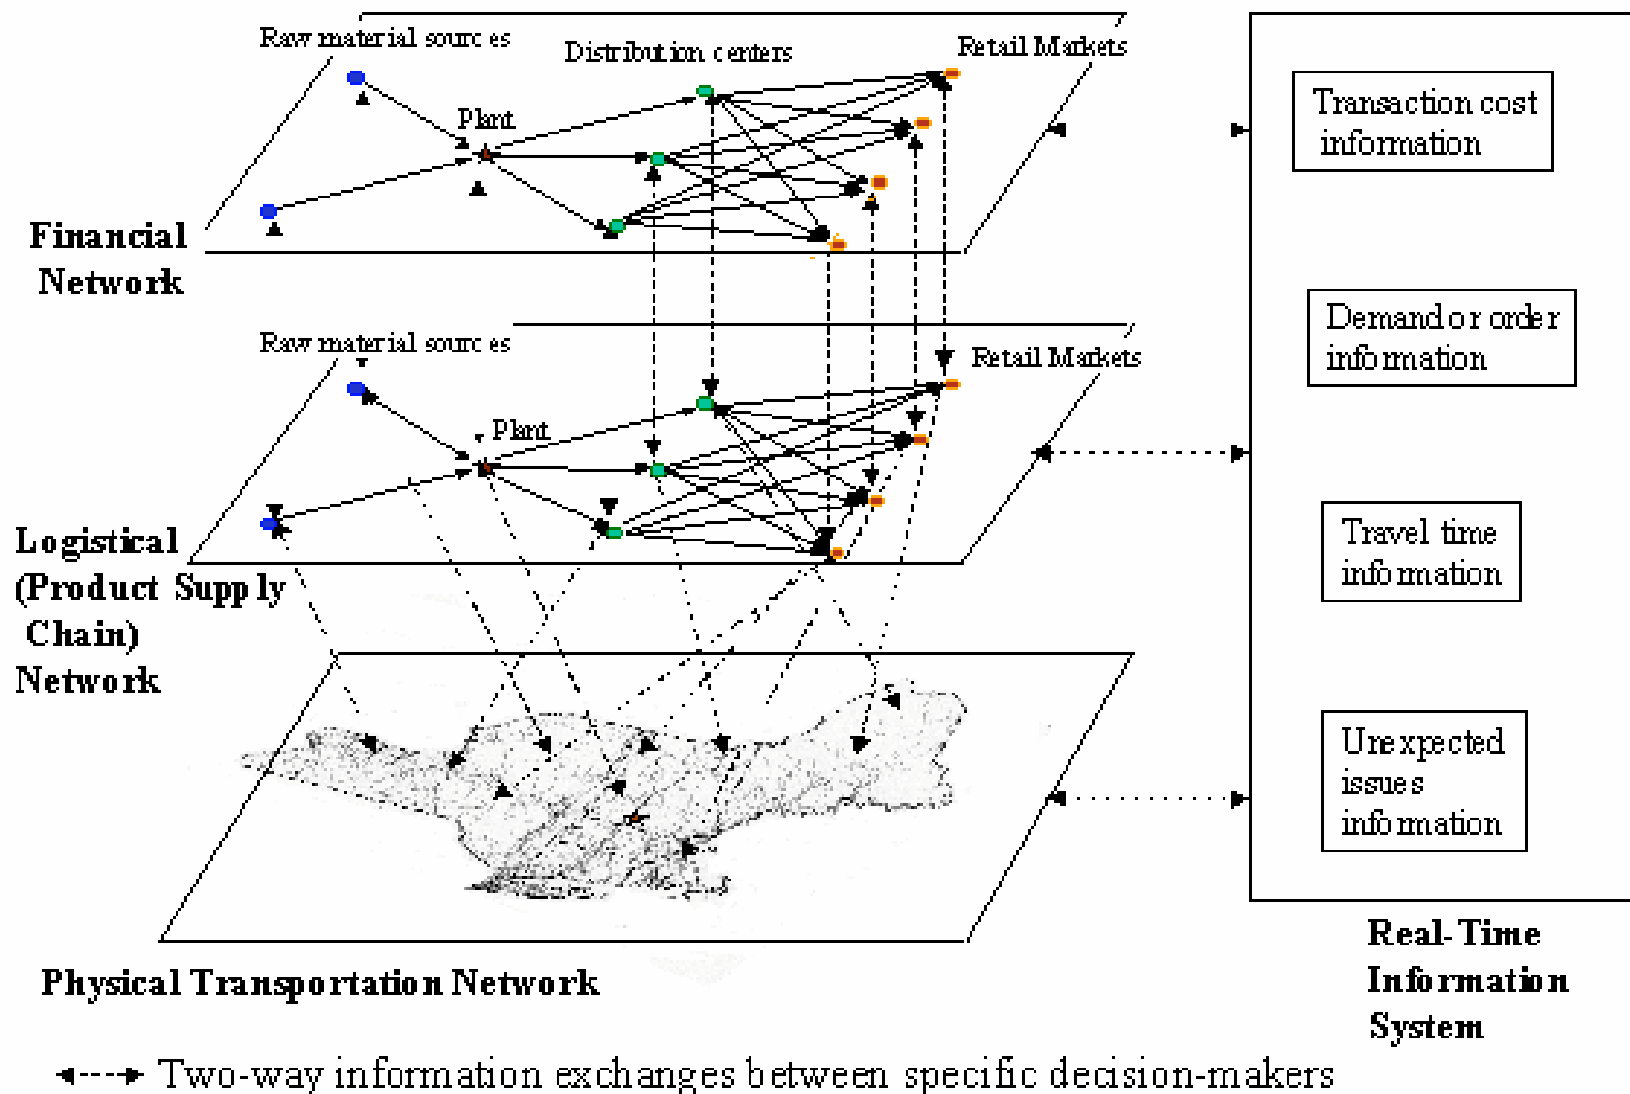 Raw material sources
Distribution centers
Retail Markets
Plant
Financial
Network
Raw material sources
Retail Markets
Plant
Logistical
(Product Supply
Chain)
Network
Physical Transportation Network
Transaction cost
information
Demand or order
information
Travel time
information
Unexpected
issues
information
Real-Time
Information
System
Two-way information exchanges between specific decision-makers